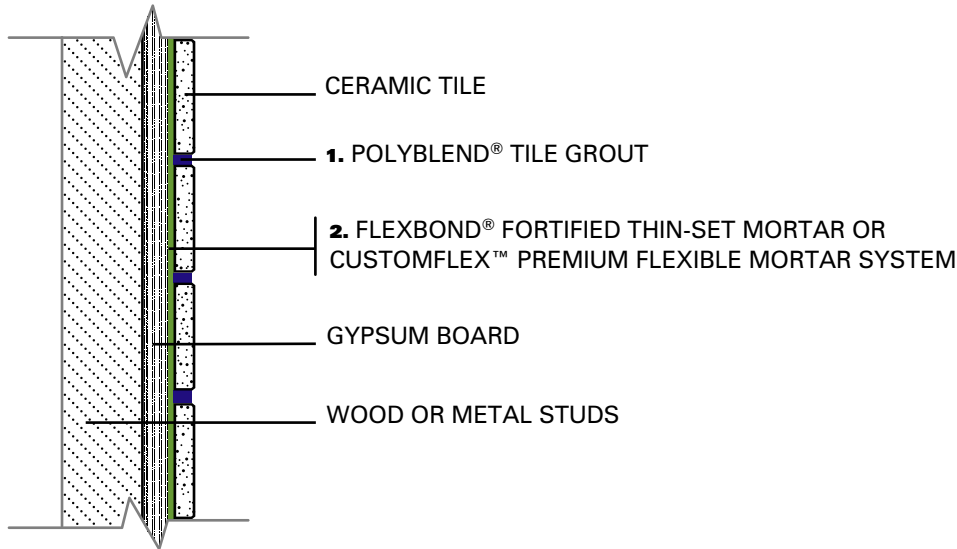 CERAMIC TILE
1. POLYBLEND® TILE GROUT
2. FLEXBOND® FORTIFIED THIN-SET MORTAR OR
CUSTOMFLEX™ PREMIUM FLEXIBLE MORTAR SYSTEM
GYPSUM BOARD
WOOD OR METAL STUDS